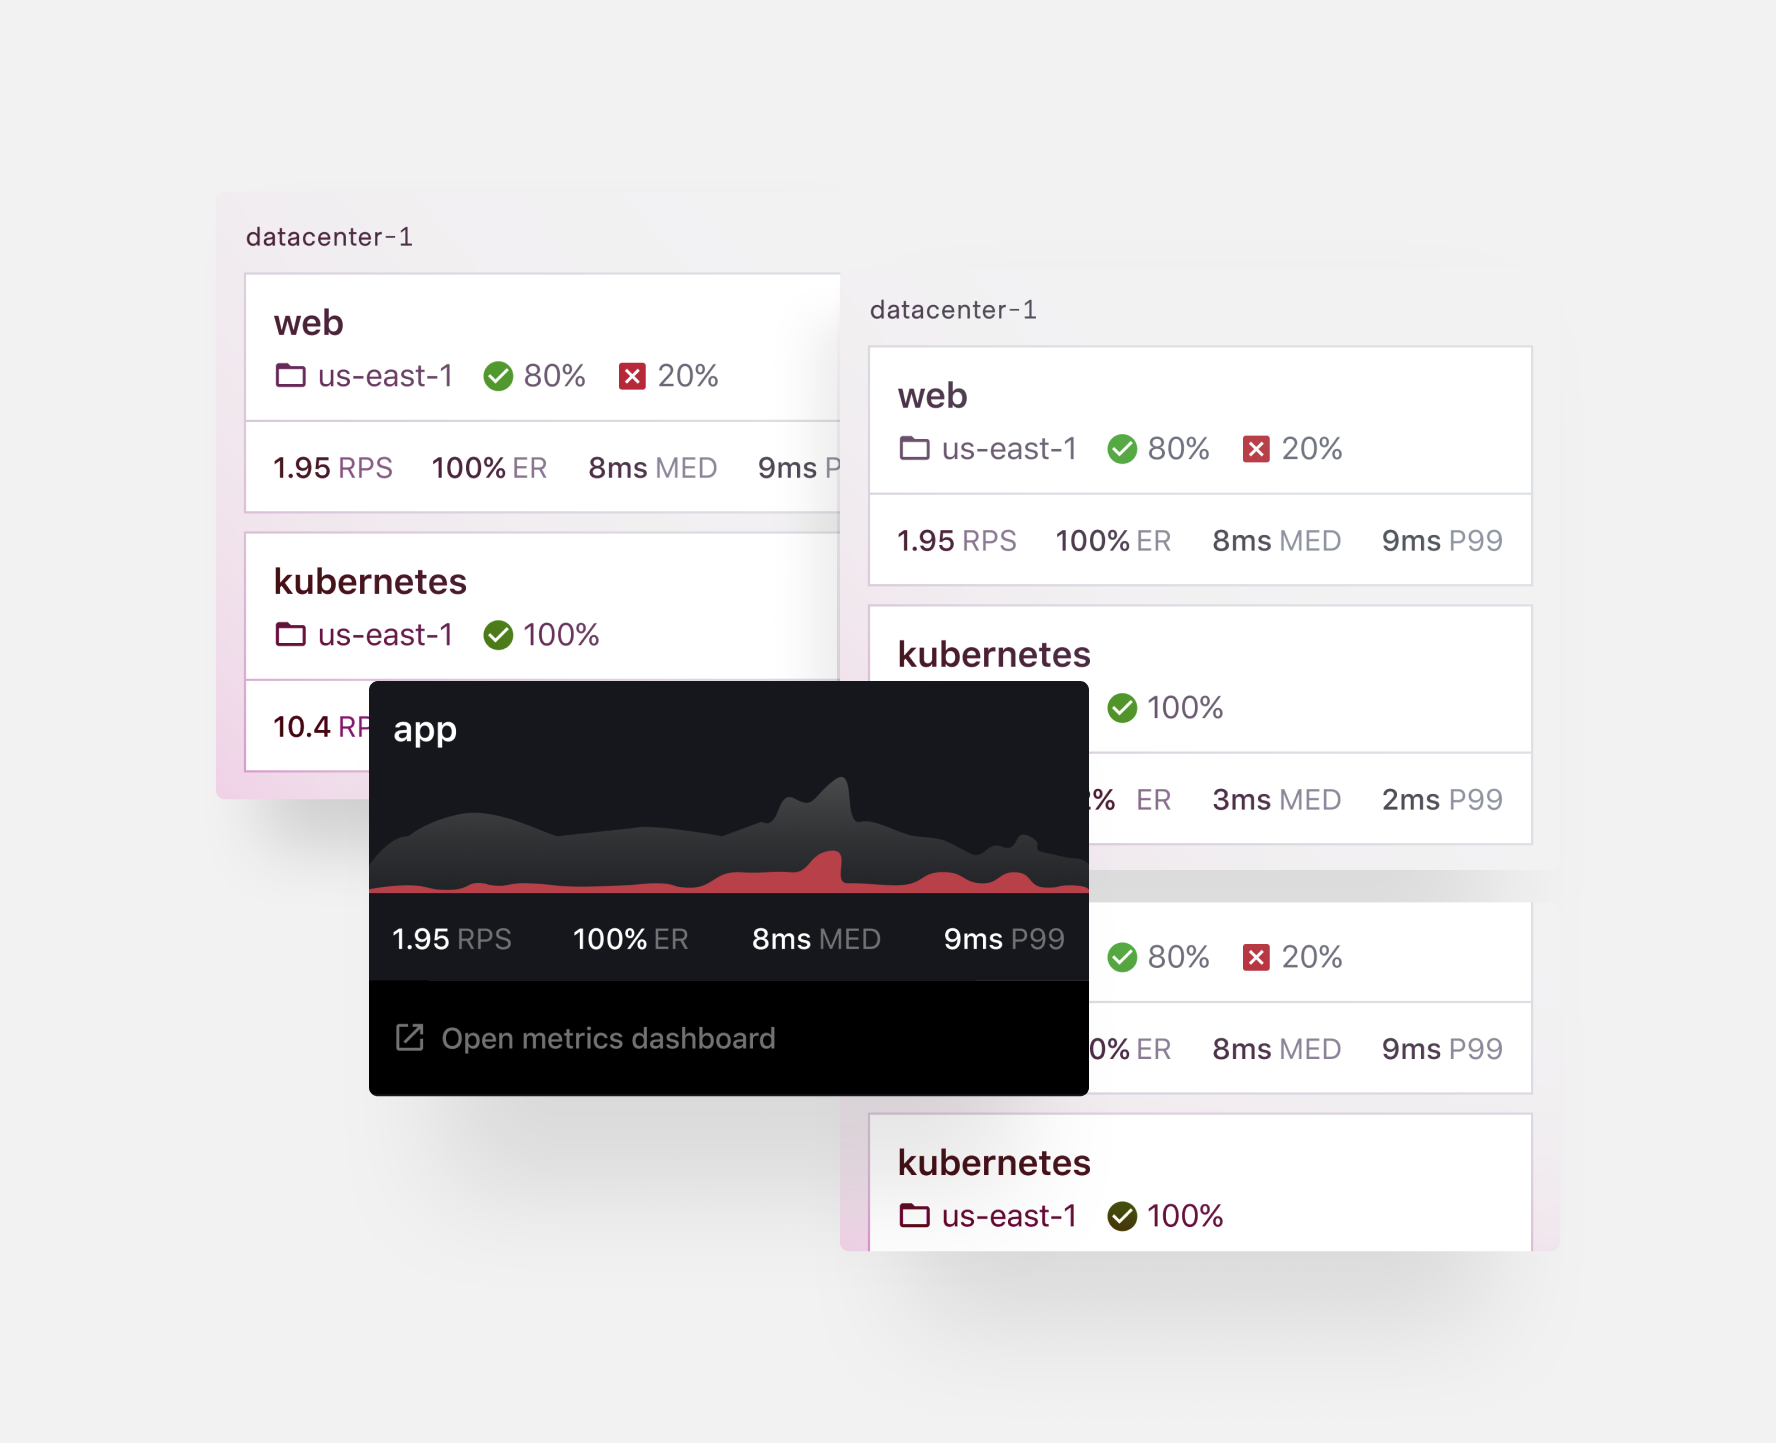 datacenter-1
web
us-east-1 80% 20%
1.95 RPS 100% ER 8ms MED 9ms
kubernetes
us-east-1 100%
10.4
datacenter-1
web
us-east-1 80% 20%
1.95 RPS 100% ER 8ms MED 9ms P99
kubernetes
100%
ER 3ms MED 2ms P99
app
1.95 RPS 100% ER 8ms MED 9ms P99
Open metrics dashboard
80% 20%
ER 8ms MED 9ms P99
kubernetes
us-east-1 100%